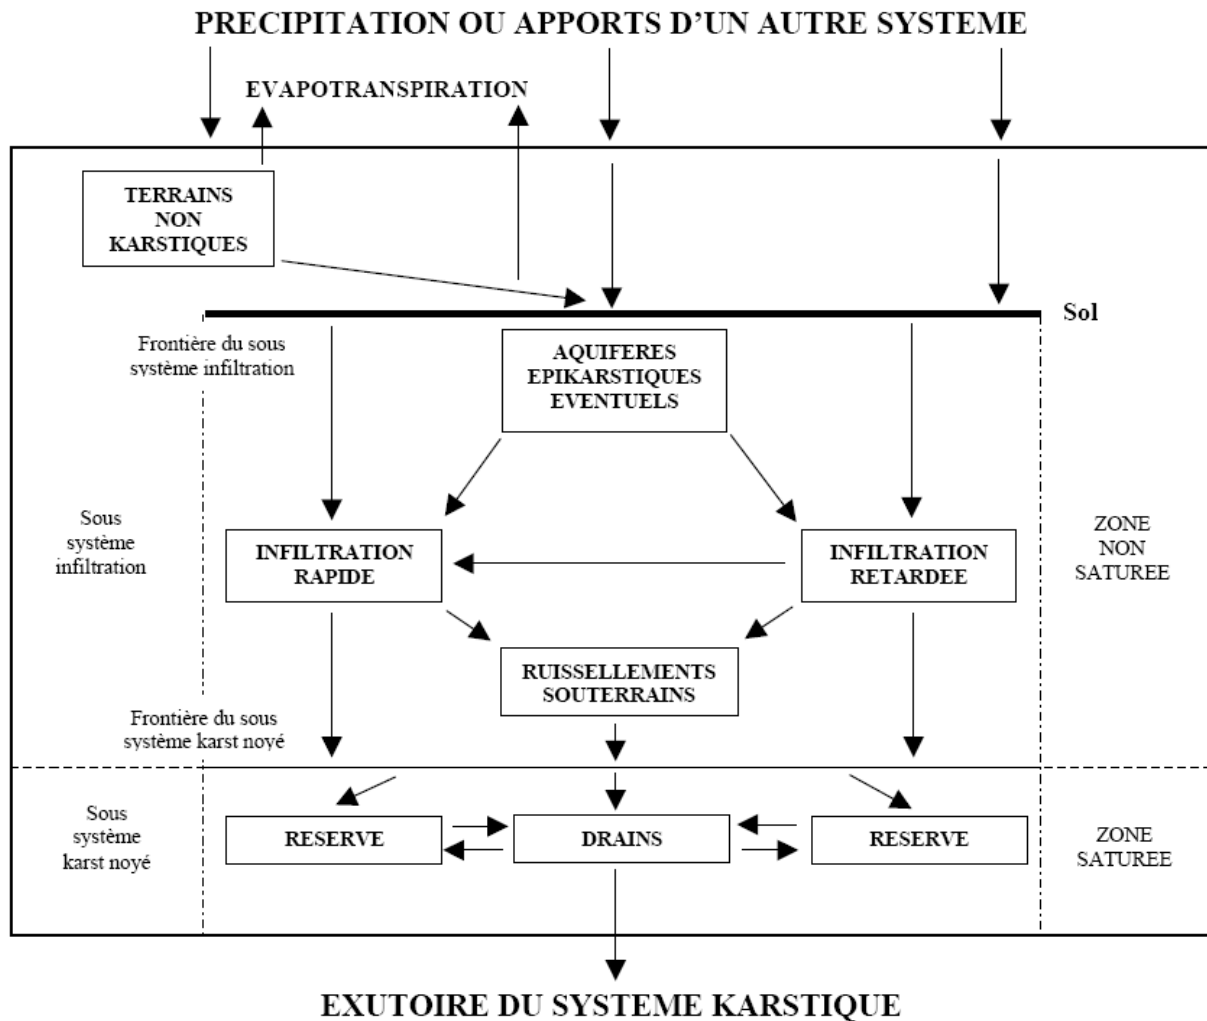 PRECIPITATION OU APPORTS D'UN AUTRE SYSTEME
EVAPOTRANSPIRATION
TERRAINS
NON
KARSTIQUES
Sol
Frontière du sous
système infiltration
AQUIFERES
EPIKARSTIQUES
EVENTUELS
Sous
système
infiltration
INFILTRATION
RAPIDE
INFILTRATION
RETARDEE
ZONE
NON
SATUREE
RUISSELLEMENTS
SOUTERRAINS
Frontière du sous
système karst noyé
Sous
système
karst noyé
RESERVE
DRAINS
RESERVE
ZONE
SATUREE
EXUTOIRE DU SYSTEME KARSTIQUE